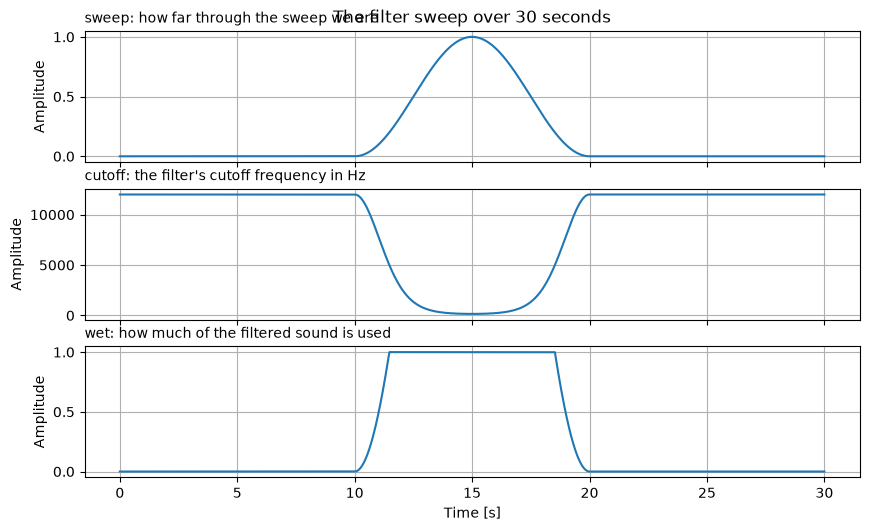 The filter sweep over 30 seconds
sweep: how far through the sweep we are
1.0
0.5
0.0
Amplitude
cutoff: the filter's cutoff frequency in Hz
10000
5000
0
Amplitude
wet: how much of the filtered sound is used
1.0
0.5
0.0
Amplitude
0 5 10 15 20 25 30
Time [s]